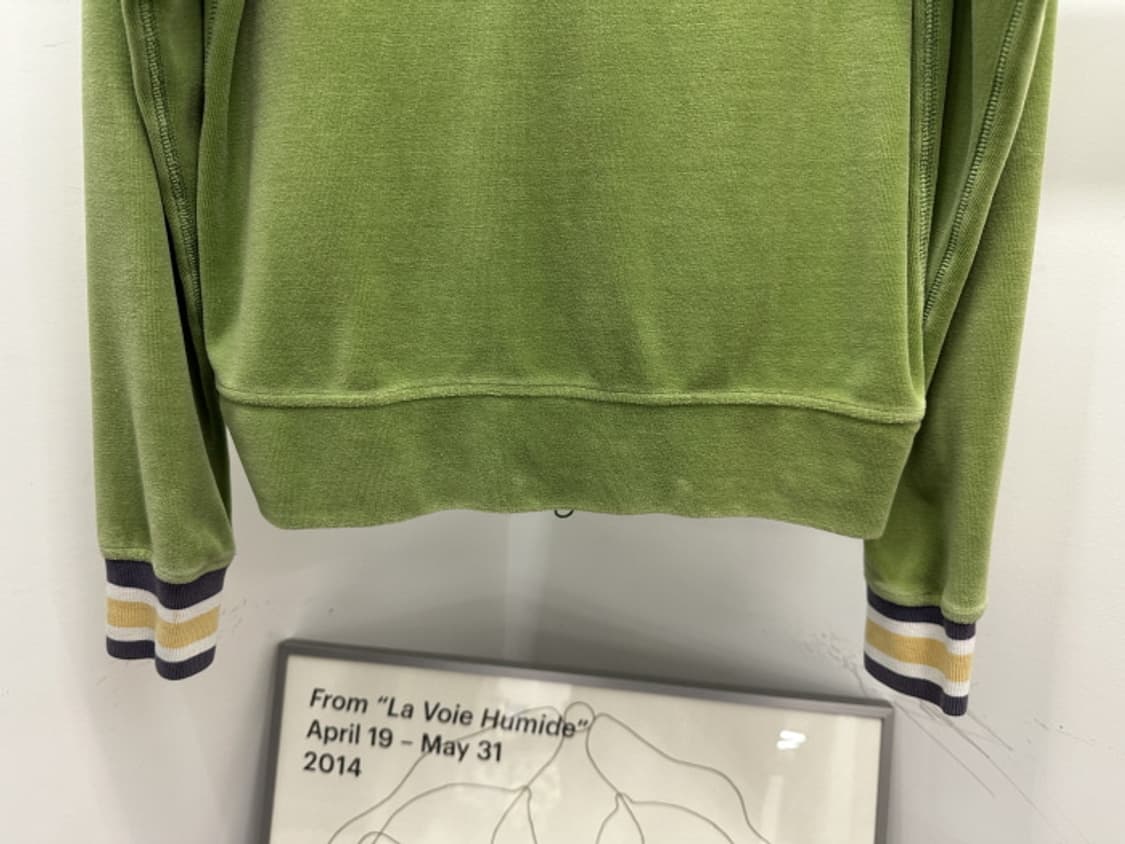 From “La Voie Humide”
April 19 – May 31
2014